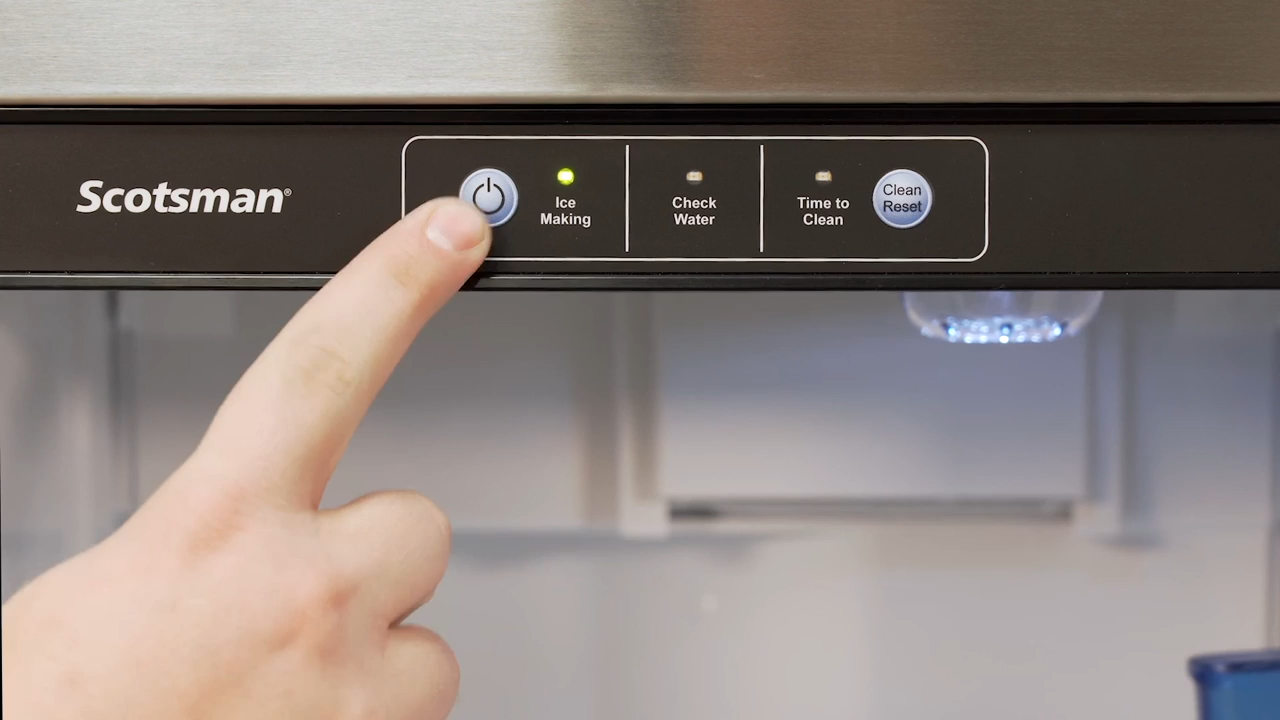 Scotsman®
Ice
Making
Check
Water
Time to
Clean
Clean
Reset